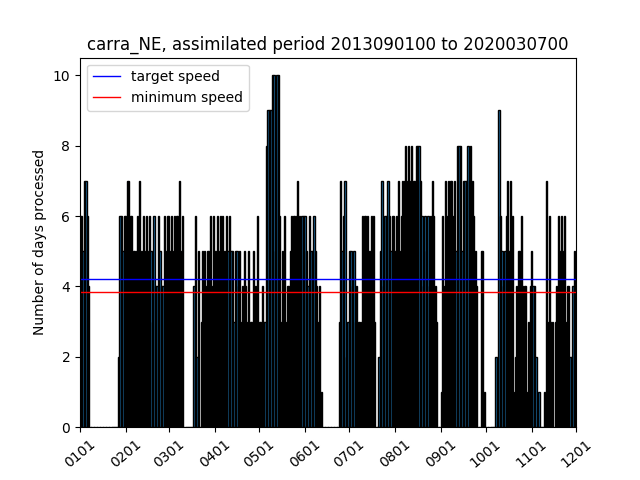 carra_NE, assimilated period 2013090100 to 2020030700
target speed
minimum speed
Number of days processed
10
8
6
4
2
0
0101 0201 0301 0401 0501 0601 0701 0801 0901 1001 1101 1201